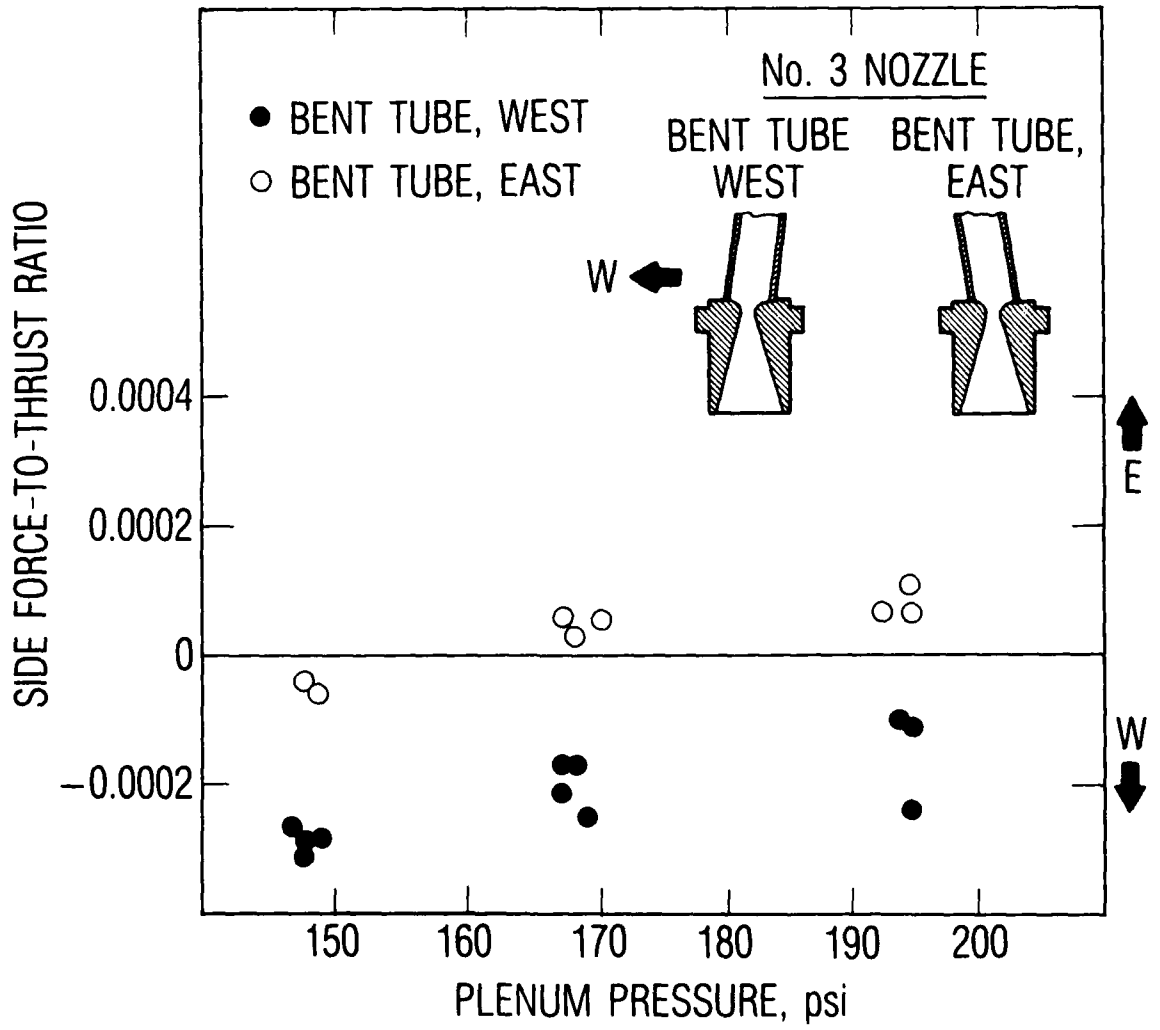 No. 3 NOZZLE
● BENT TUBE, WEST
○ BENT TUBE, EAST
BENT TUBE
WEST
BENT TUBE,
EAST
W
SIDE FORCE-TO-THRUST RATIO
0.0004
0.0002
0
−0.0002
E
W
150 160 170 180 190 200
PLENUM PRESSURE, psi